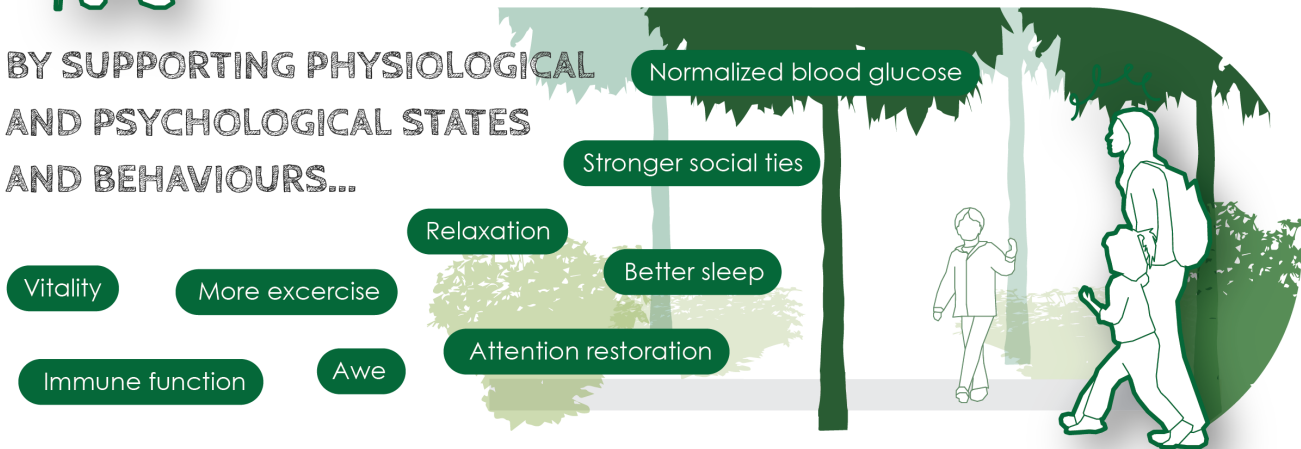 BY SUPPORTING PHYSIOLOGICAL
AND PSYCHOLOGICAL STATES
AND BEHAVIOURS...
Normalized blood glucose
Stronger social ties
Relaxation
Better sleep
Vitality
More excercise
Attention restoration
Awe
Immune function